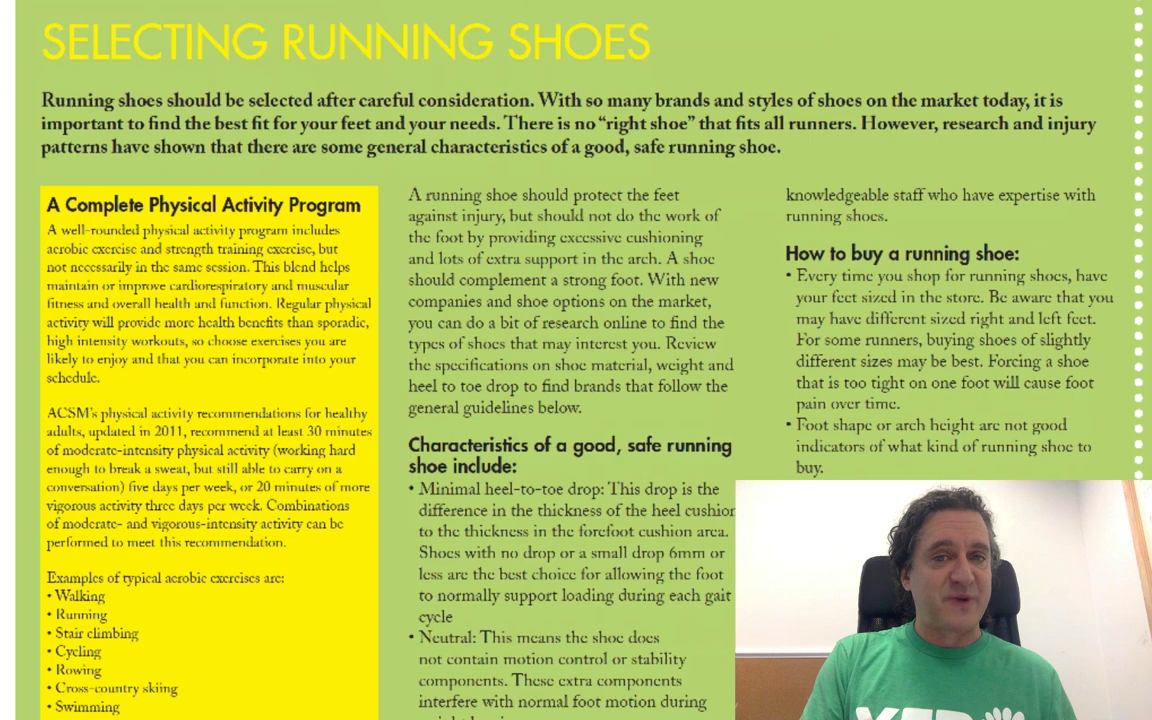 SELECTING RUNNING SHOES
Running shoes should be selected after careful consideration. With so many brands and styles of shoes on the market today, it is
important to find the best fit for your feet and your needs. There is no “right shoe” that fits all runners. However, research and injury
patterns have shown that there are some general characteristics of a good, safe running shoe.
A Complete Physical Activity Program
A well-rounded physical activity program includes
aerobic exercise and strength training exercise, but
not necessarily in the same session. This blend helps
maintain or improve cardiorespiratory and muscular
fitness and overall health and function. Regular physical
activity will provide more health benefits than sporadic,
high intensity workouts, so choose exercises you are
likely to enjoy and that you can incorporate into your
schedule.
ACSM’s physical activity recommendations for healthy
adults, updated in 2011, recommend at least 30 minutes
of moderate-intensity physical activity (working hard
enough to break a sweat, but still able to carry on a
conversation) five days per week, or 20 minutes of more
vigorous activity three days per week. Combinations
of moderate- and vigorous-intensity activity can be
performed to meet this recommendation.
Examples of typical aerobic exercises are:
• Walking
• Running
• Stair climbing
• Cycling
• Rowing
• Cross-country skiing
• Swimming
A running shoe should protect the feet
against injury, but should not do the work of
the foot by providing excessive cushioning
and lots of extra support in the arch. A shoe
should complement a strong foot. With new
companies and shoe options on the market,
you can do a bit of research online to find the
types of shoes that may interest you. Review
the specifications on shoe material, weight and
heel to toe drop to find brands that follow the
general guidelines below.
Characteristics of a good, safe running
shoe include:
• Minimal heel-to-toe drop: This drop is the
difference in the thickness of the heel cushion
to the thickness in the forefoot cushion area.
Shoes with no drop or a small drop 6mm or
less are the best choice for allowing the foot
to normally support loading during each gait
cycle
• Neutral: This means the shoe does
not contain motion control or stability
components. These extra components
interfere with normal foot motion during
knowledgeable staff who have expertise with
running shoes.
How to buy a running shoe:
• Every time you shop for running shoes, have
your feet sized in the store. Be aware that you
may have different sized right and left feet.
For some runners, buying shoes of slightly
different sizes may be best. Forcing a shoe
that is too tight on one foot will cause foot
pain over time.
• Foot shape or arch height are not good
indicators of what kind of running shoe to
buy.